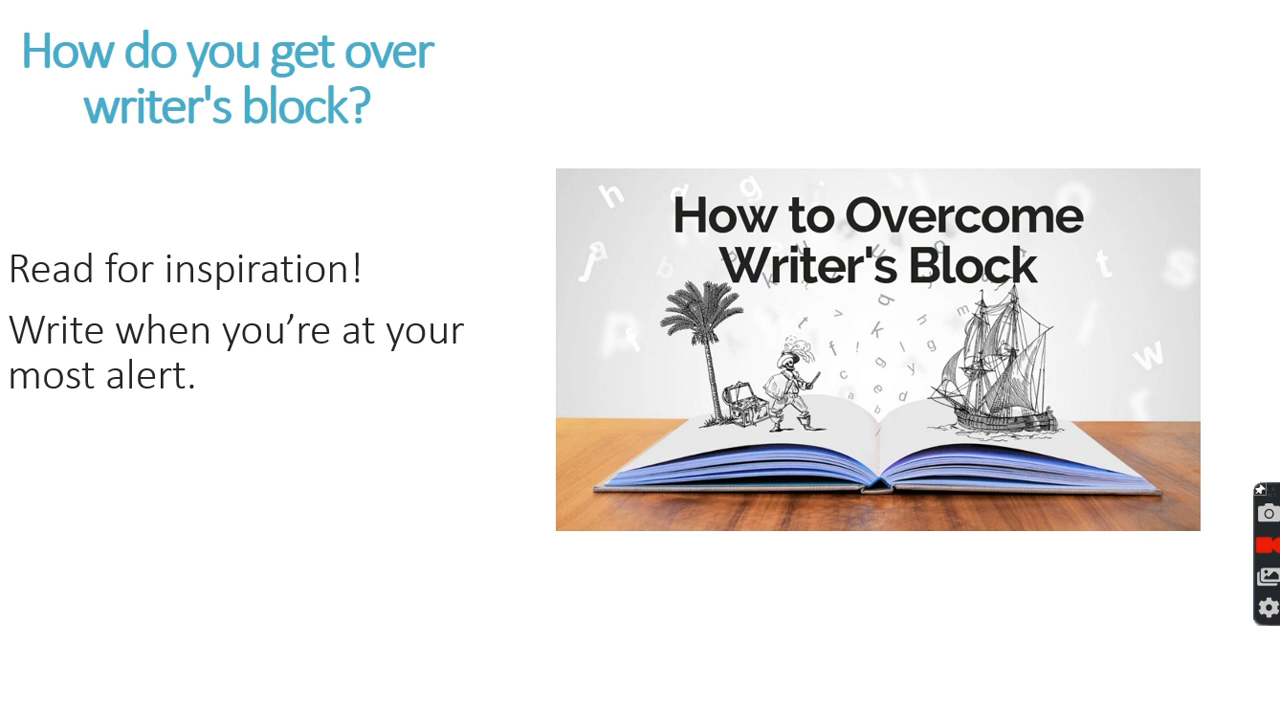 How do you get over
writer's block?
Read for inspiration!
Write when you’re at your
most alert.
How to Overcome
Writer's Block